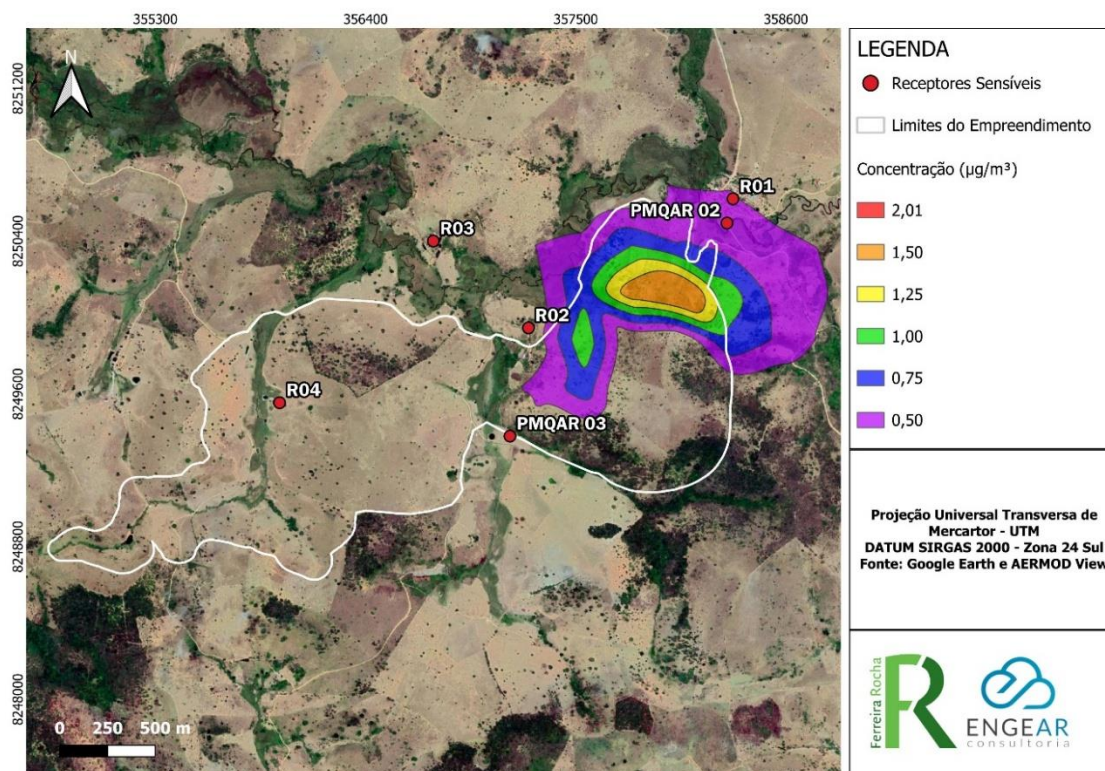 355300
356400
357500
358600
8251200
8250400
8249600
8248800
8248000
N
R01
PMQAR 02
R03
R02
R04
PMQAR 03
0 250 500 m
LEGENDA
Receptores Sensíveis
Limites do Empreendimento
Concentração (µg/m³)
2,01
1,50
1,25
1,00
0,75
0,50
Projeção Universal Transversa de
Mercartor - UTM
DATUM SIRGAS 2000 - Zona 24 Sul
Fonte: Google Earth e AERMOD View
Ferreira Rocha
FR
ENGEAR
consultoria